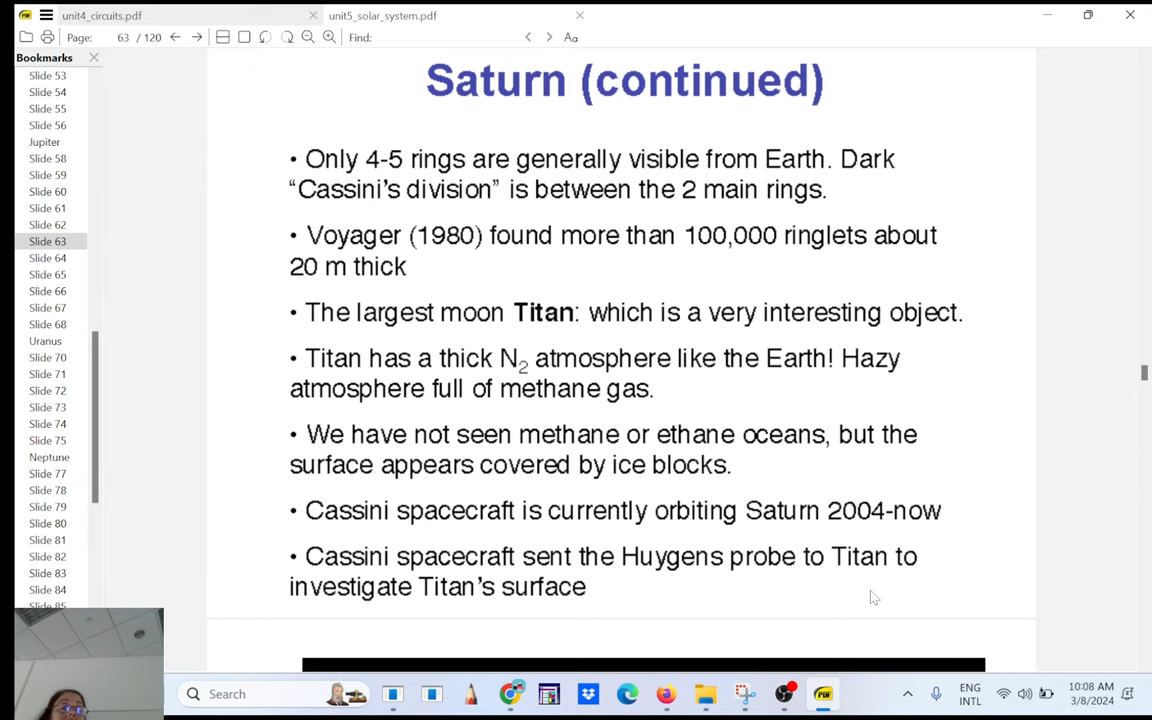 unit4_circuits.pdf
unit5_solar_system.pdf
Page: 63 / 120
Find:
Aa
Bookmarks
Slide 53
Slide 54
Slide 55
Slide 56
Jupiter
Slide 58
Slide 59
Slide 60
Slide 61
Slide 62
Slide 63
Slide 64
Slide 65
Slide 66
Slide 67
Slide 68
Uranus
Slide 70
Slide 71
Slide 72
Slide 73
Slide 74
Slide 75
Neptune
Slide 77
Slide 78
Slide 79
Slide 80
Slide 81
Slide 82
Slide 83
Slide 84
Slide 85
Saturn (continued)
• Only 4-5 rings are generally visible from Earth. Dark
“Cassini’s division” is between the 2 main rings.
• Voyager (1980) found more than 100,000 ringlets about
20 m thick
• The largest moon Titan: which is a very interesting object.
• Titan has a thick N₂ atmosphere like the Earth! Hazy
atmosphere full of methane gas.
• We have not seen methane or ethane oceans, but the
surface appears covered by ice blocks.
• Cassini spacecraft is currently orbiting Saturn 2004-now
• Cassini spacecraft sent the Huygens probe to Titan to
investigate Titan’s surface
Search
PDF
ENG
INTL
10:08 AM
3/8/2024